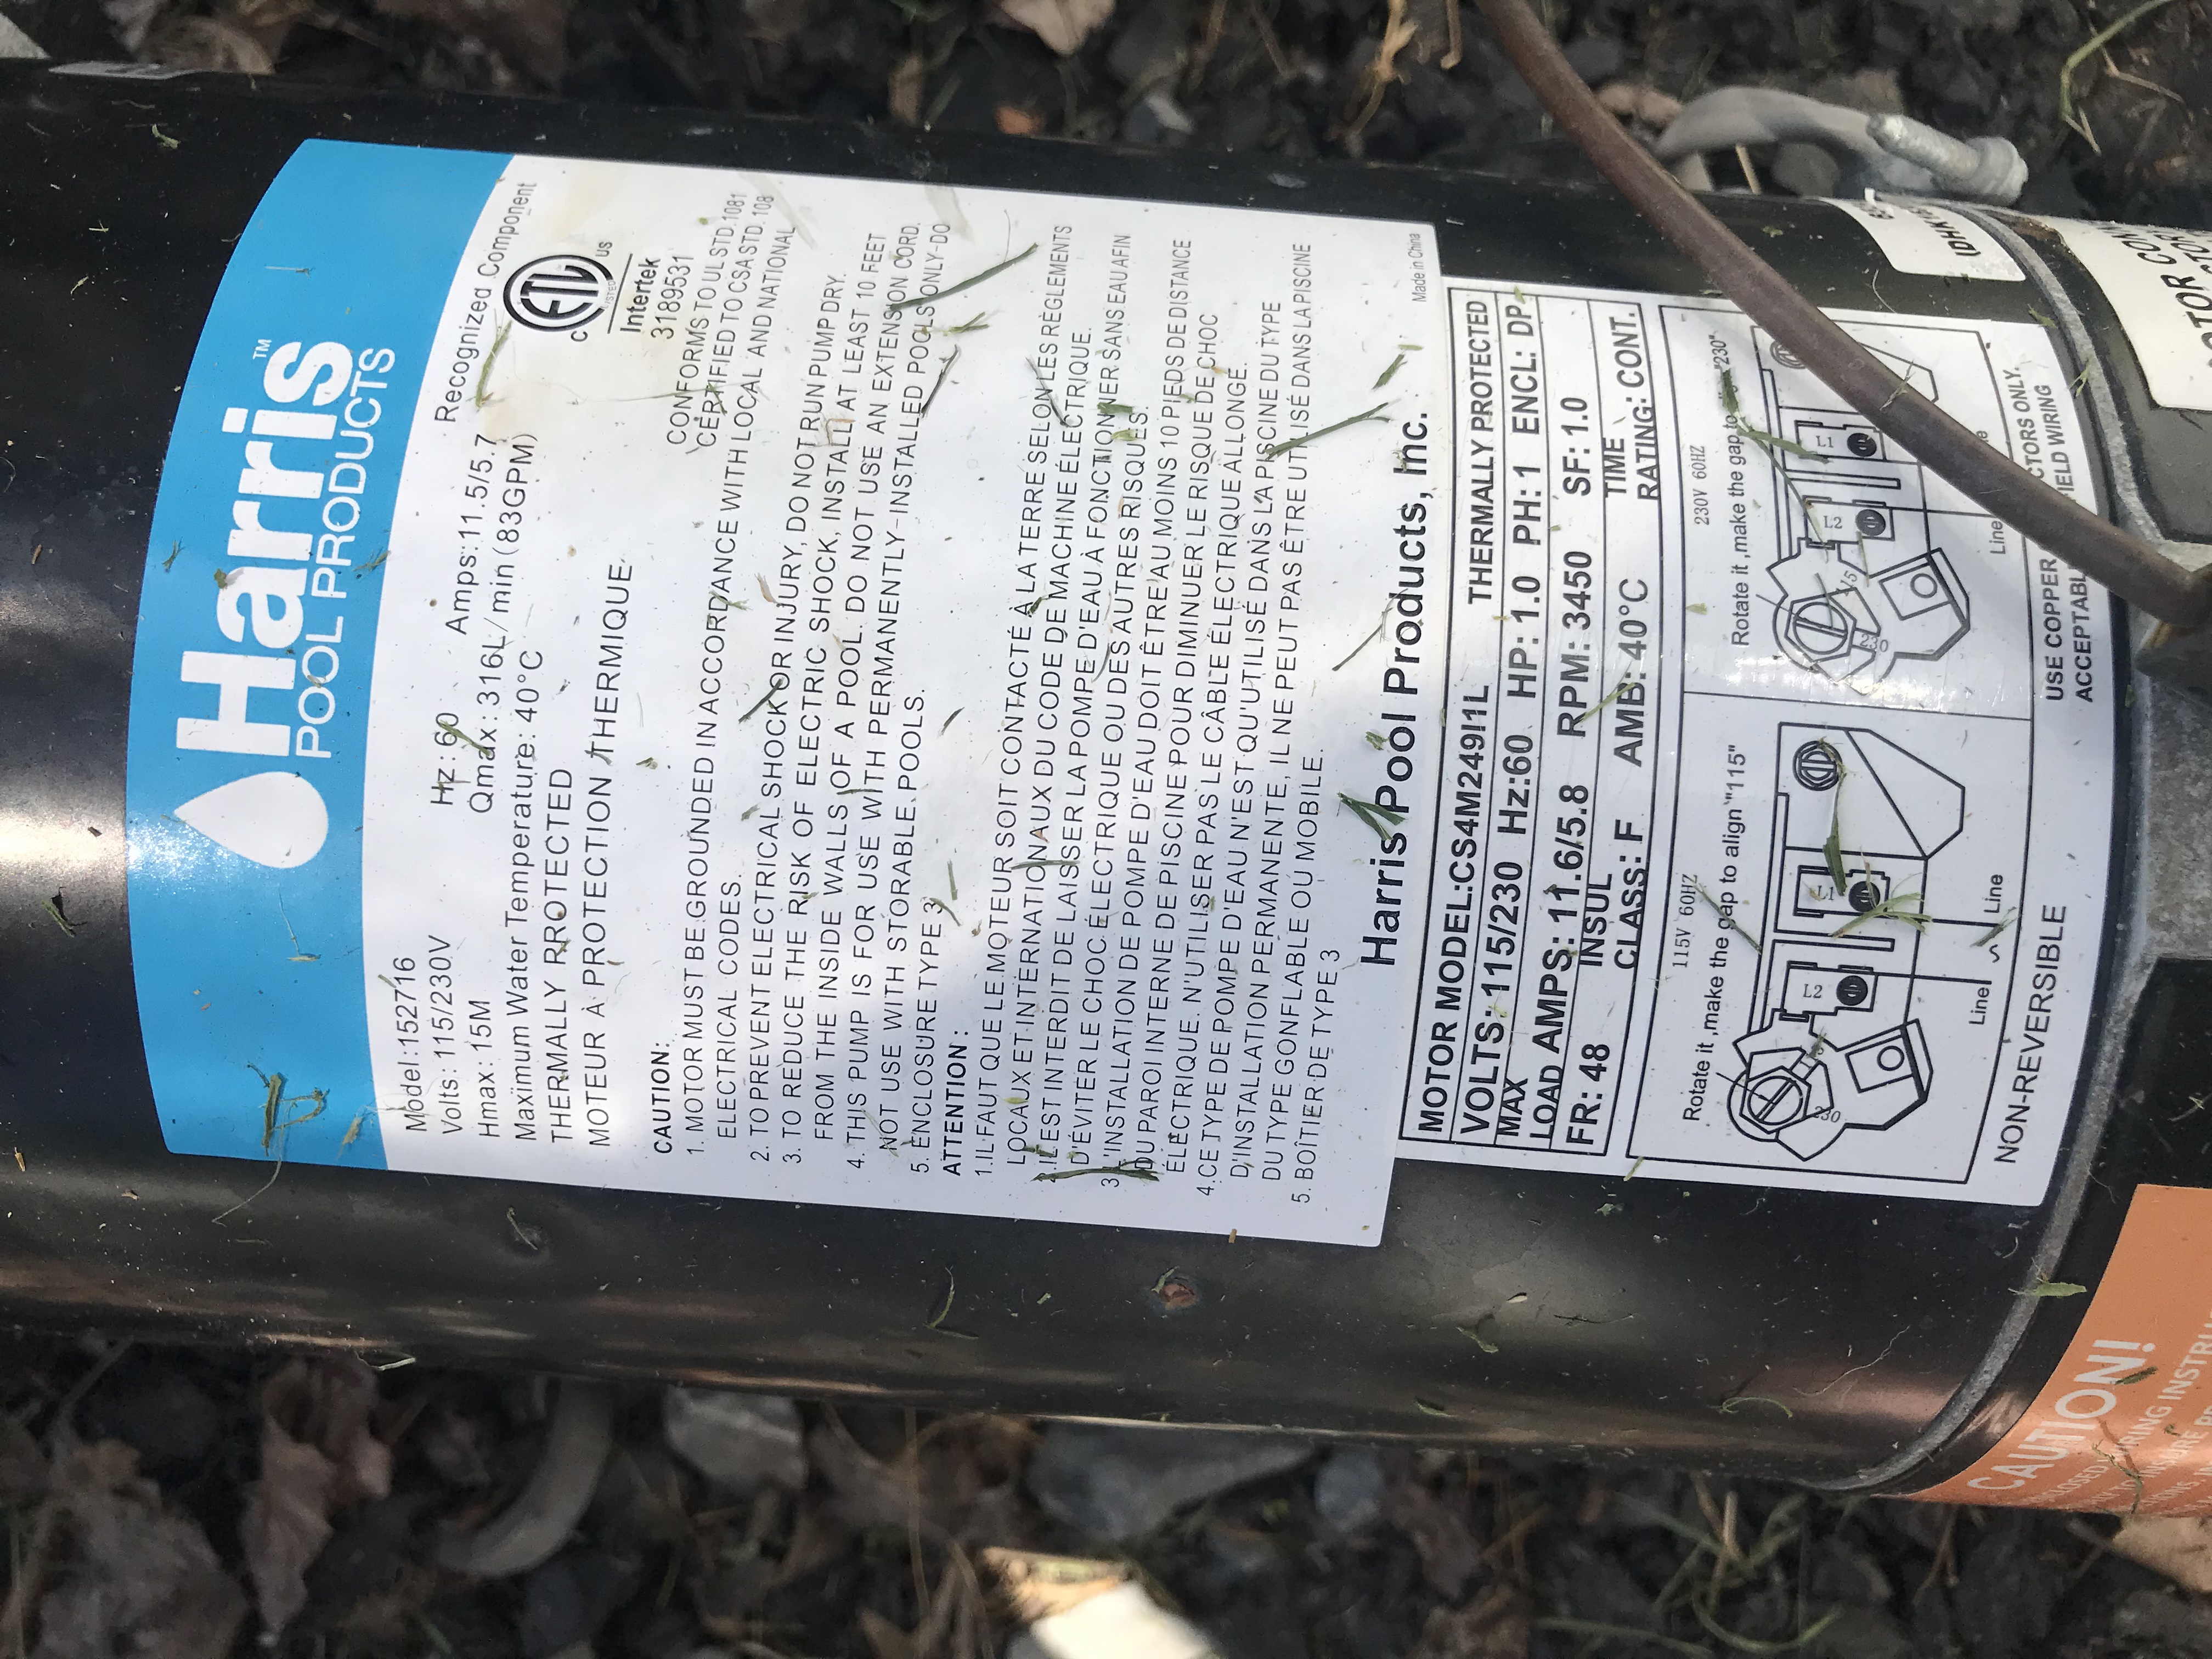 Harris™
POOL PRODUCTS
Model:152716
Volts: 115/230V Hz: 60 Amps:11.5/5.7
Hmax: 15M Qmax: 316L/min (83GPM)
Maximum Water Temperature: 40°C
THERMALLY RROTECTED
MOTEUR À PROTECTION THERMIQUE
Recognized Component
C ETL US
LISTED
Intertek
3189531
CONFORMS TO UL STD. 1081
CERTIFIED TO CSA STD. 108
CAUTION:
1. MOTOR MUST BE GROUNDED IN ACCORDANCE WITH LOCAL AND NATIONAL
ELECTRICAL CODES.
2. TO PREVENT ELECTRICAL SHOCK OR INJURY, DO NOT RUN PUMP DRY.
3. TO REDUCE THE RISK OF ELECTRIC SHOCK, INSTALL AT LEAST 10 FEET
FROM THE INSIDE WALLS OF A POOL. DO NOT USE AN EXTENSION CORD.
4. THIS PUMP IS FOR USE WITH PERMANENTLY-INSTALLED POOLS ONLY-DO
NOT USE WITH STORABLE POOLS.
5. ENCLOSURE TYPE 3
ATTENTION:
1.IL FAUT QUE LE MOTEUR SOIT CONTACTÉ À LA TERRE SELON LES RÈGLEMENTS
LOCAUX ET INTERNATIONAUX DU CODE DE MACHINE ÉLECTRIQUE.
2.IL EST INTERDIT DE LAISSER LA POMPE D'EAU À FONCTIONNER SANS EAU AFIN
D'ÉVITER LE CHOC ÉLECTRIQUE OU DES AUTRES RISQUES.
3.L'INSTALLATION DE POMPE D'EAU DOIT ÊTRE AU MOINS 10 PIEDS DE DISTANCE
DU PAROI INTERNE DE PISCINE POUR DIMINUER LE RISQUE DE CHOC
ÉLECTRIQUE. N'UTILISER PAS LE CÂBLE ÉLECTRIQUE ALLONGÉ.
4.CE TYPE DE POMPE D'EAU N'EST QU'UTILISÉ DANS LA PISCINE DU TYPE
D'INSTALLATION PERMANENTE, IL NE PEUT PAS ÊTRE UTILISÉ DANS LA PISCINE
DU TYPE GONFLABLE OU MOBILE.
5. BOÎTIER DE TYPE 3
Harris Pool Products, Inc.
Made in China
MOTOR MODEL:CS4M249I1L THERMALLY PROTECTED
VOLTS: 115/230 Hz:60 HP: 1.0 PH: 1 ENCL: DP
MAX
LOAD AMPS: 11.6/5.8 RPM: 3450 SF: 1.0
FR: 48 INSUL CLASS: F AMB: 40°C TIME RATING: CONT.
115V 60HZ
Rotate it ,make the gap to align "115"
L2 L1
230
Line ~ Line
230V 60HZ
Rotate it ,make the gap to "230"
L2 L1
230
Line
NON-REVERSIBLE
USE COPPER CTORS ONLY.
ACCEPTABL IELD WIRING
CAUTION!